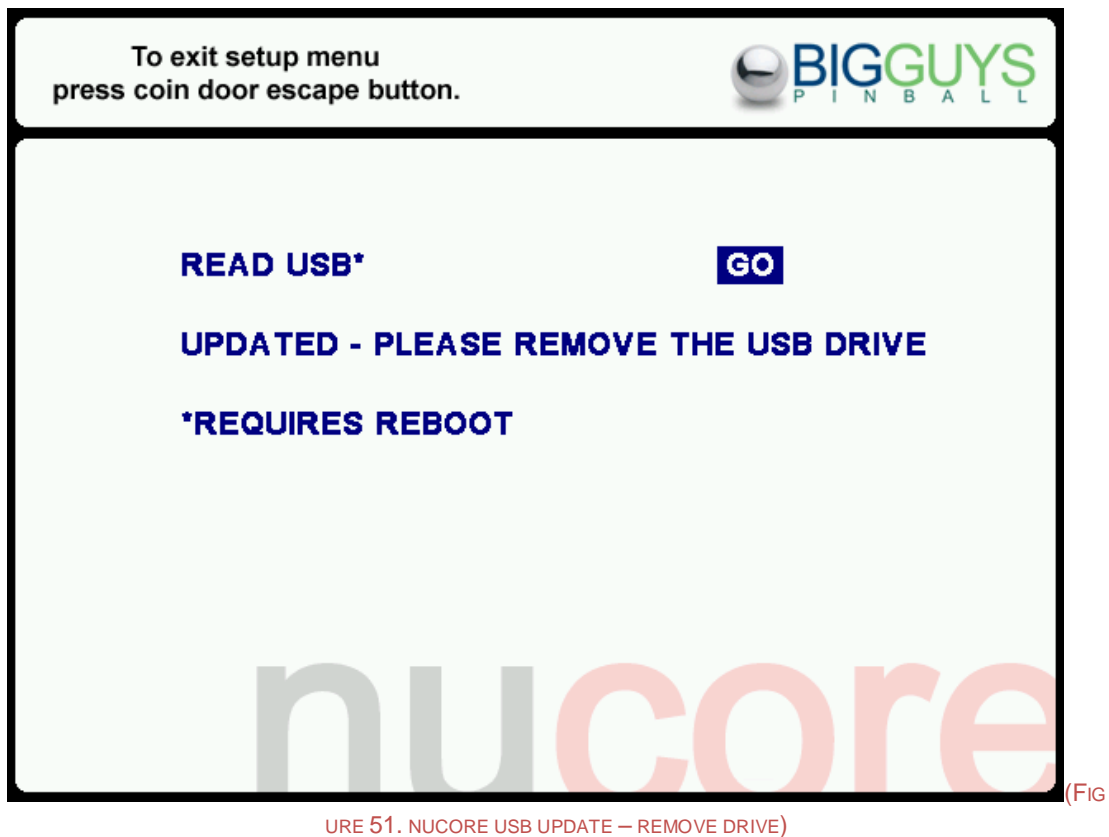 To exit setup menu
press coin door escape button.
BIGGUYS
PINBALL
READ USB* GO
UPDATED - PLEASE REMOVE THE USB DRIVE
*REQUIRES REBOOT
nucore
(FIG
URE 51. NUCORE USB UPDATE – REMOVE DRIVE)